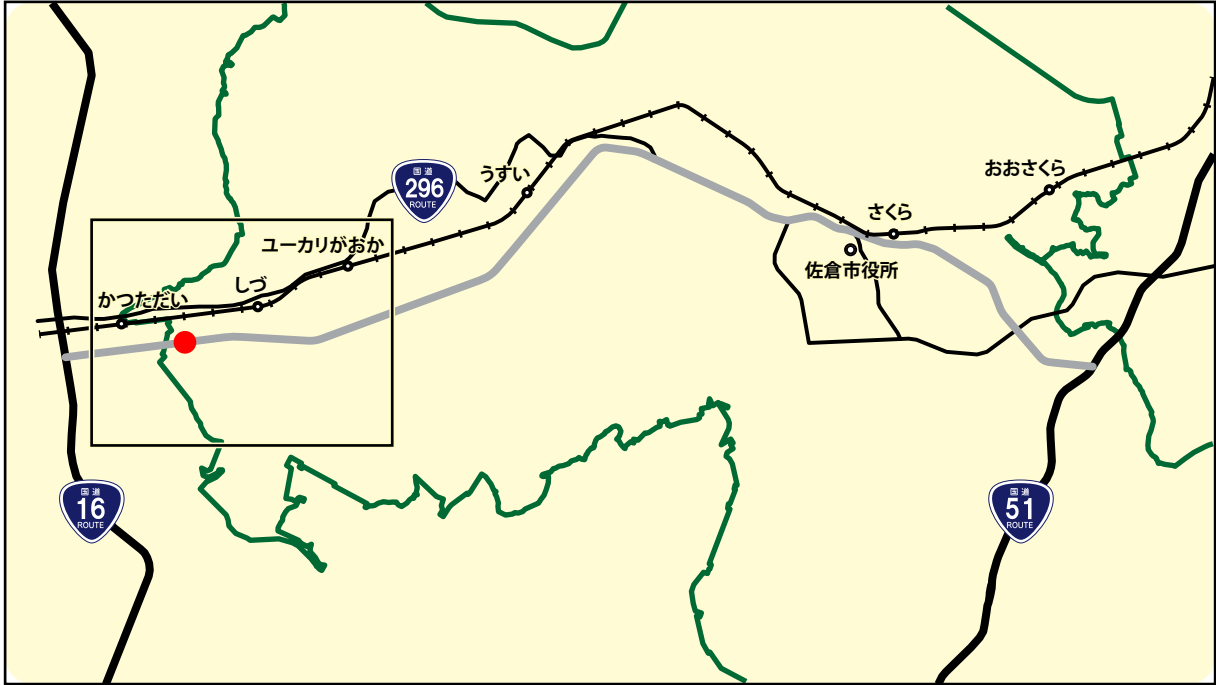 おおさくら
国道
296
ROUTE
うすい
さくら
ユーカリがおか
佐倉市役所
しづ
かつただい
国道
16
ROUTE
国道
51
ROUTE